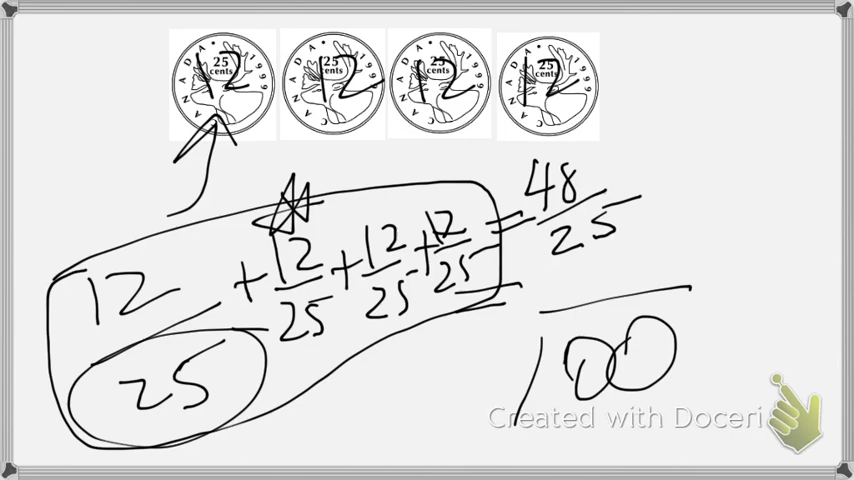 CANADA 25 cents 1999 CANADA 25 cents 1999 CANADA 25 cents 1999 CANADA 25 cents 1999
12 12 12 12
12/25 + 12/25 + 12/25 + 12/25 = 48/25
100
Created with Doceri